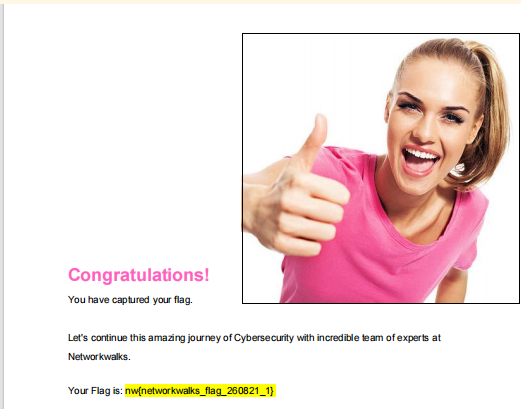 Congratulations!
You have captured your flag.
Let's continue this amazing journey of Cybersecurity with incredible team of experts at
Networkwalks.
Your Flag is: nw{networkwalks_flag_260821_1}